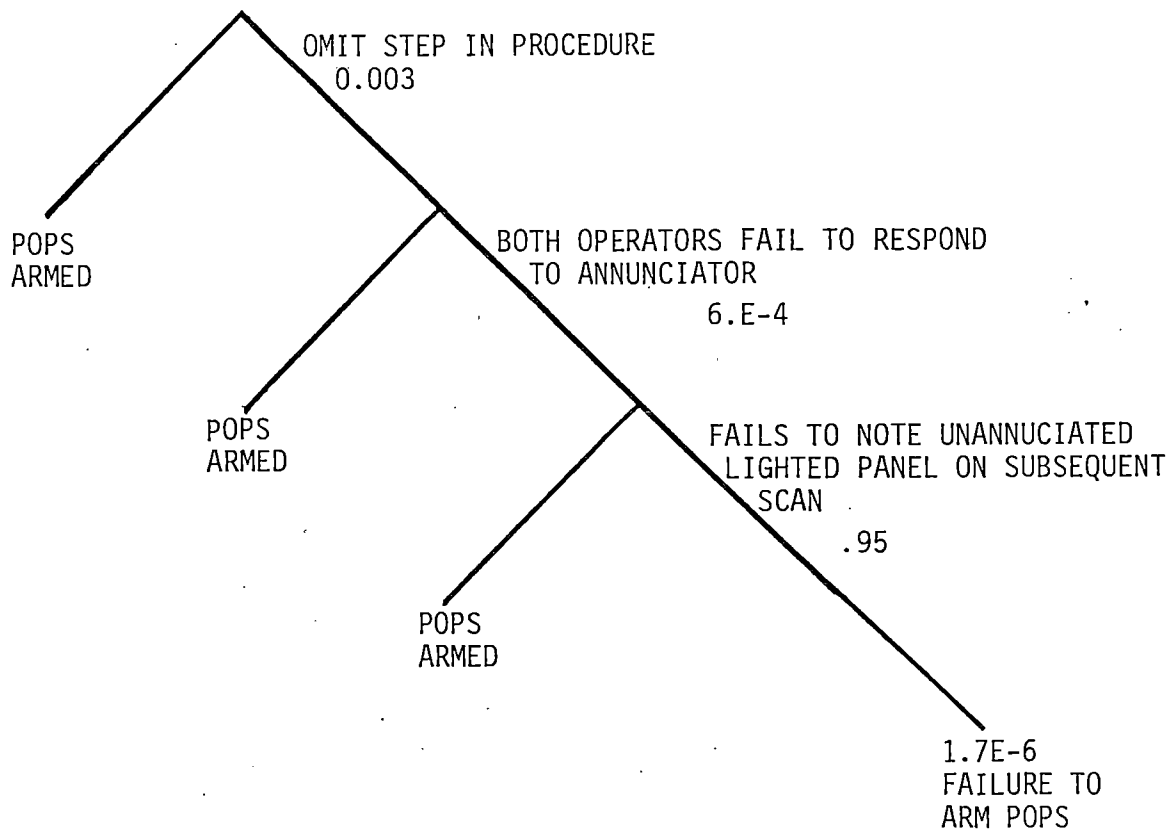 OMIT STEP IN PROCEDURE
0.003
POPS
ARMED
BOTH OPERATORS FAIL TO RESPOND
TO ANNUNCIATOR
6.E-4
POPS
ARMED
FAILS TO NOTE UNANNUCIATED
LIGHTED PANEL ON SUBSEQUENT
SCAN
.95
POPS
ARMED
1.7E-6
FAILURE TO
ARM POPS